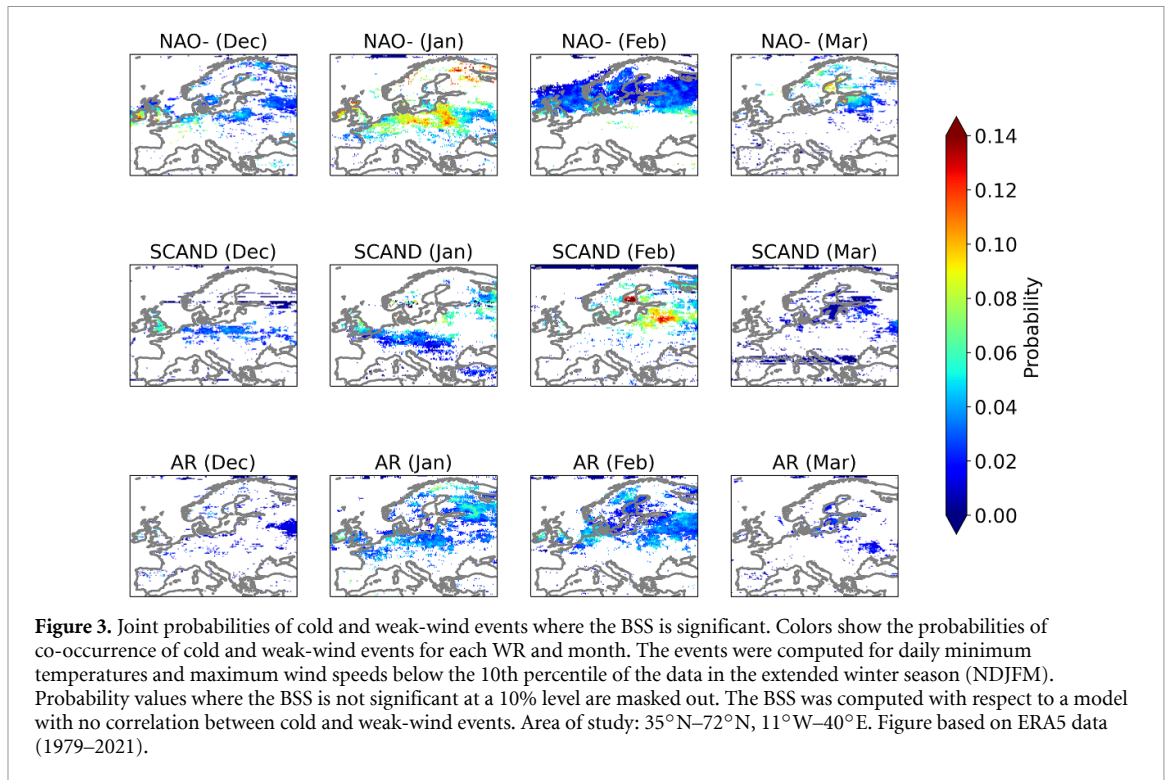 NAO- (Dec)
NAO- (Jan)
NAO- (Feb)
NAO- (Mar)
SCAND (Dec)
SCAND (Jan)
SCAND (Feb)
SCAND (Mar)
AR (Dec)
AR (Jan)
AR (Feb)
AR (Mar)
0.14
0.12
0.10
0.08
0.06
0.04
0.02
0.00
Probability
Figure 3. Joint probabilities of cold and weak-wind events where the BSS is significant. Colors show the probabilities of
co-occurrence of cold and weak-wind events for each WR and month. The events were computed for daily minimum
temperatures and maximum wind speeds below the 10th percentile of the data in the extended winter season (NDJFM).
Probability values where the BSS is not significant at a 10% level are masked out. The BSS was computed with respect to a model
with no correlation between cold and weak-wind events. Area of study: 35°N–72°N, 11°W–40°E. Figure based on ERA5 data
(1979–2021).